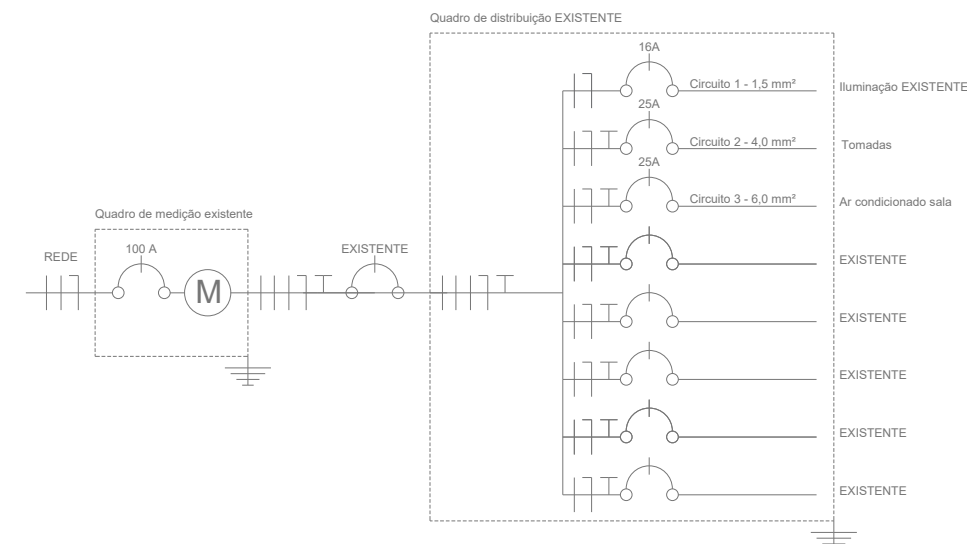 Quadro de distribuição EXISTENTE
16A
Circuito 1 - 1,5 mm²
Iluminação EXISTENTE
25A
Circuito 2 - 4,0 mm²
Tomadas
25A
Circuito 3 - 6,0 mm²
Ar condicionado sala
Quadro de medição existente
REDE
100 A
M
EXISTENTE
EXISTENTE
EXISTENTE
EXISTENTE
EXISTENTE
EXISTENTE